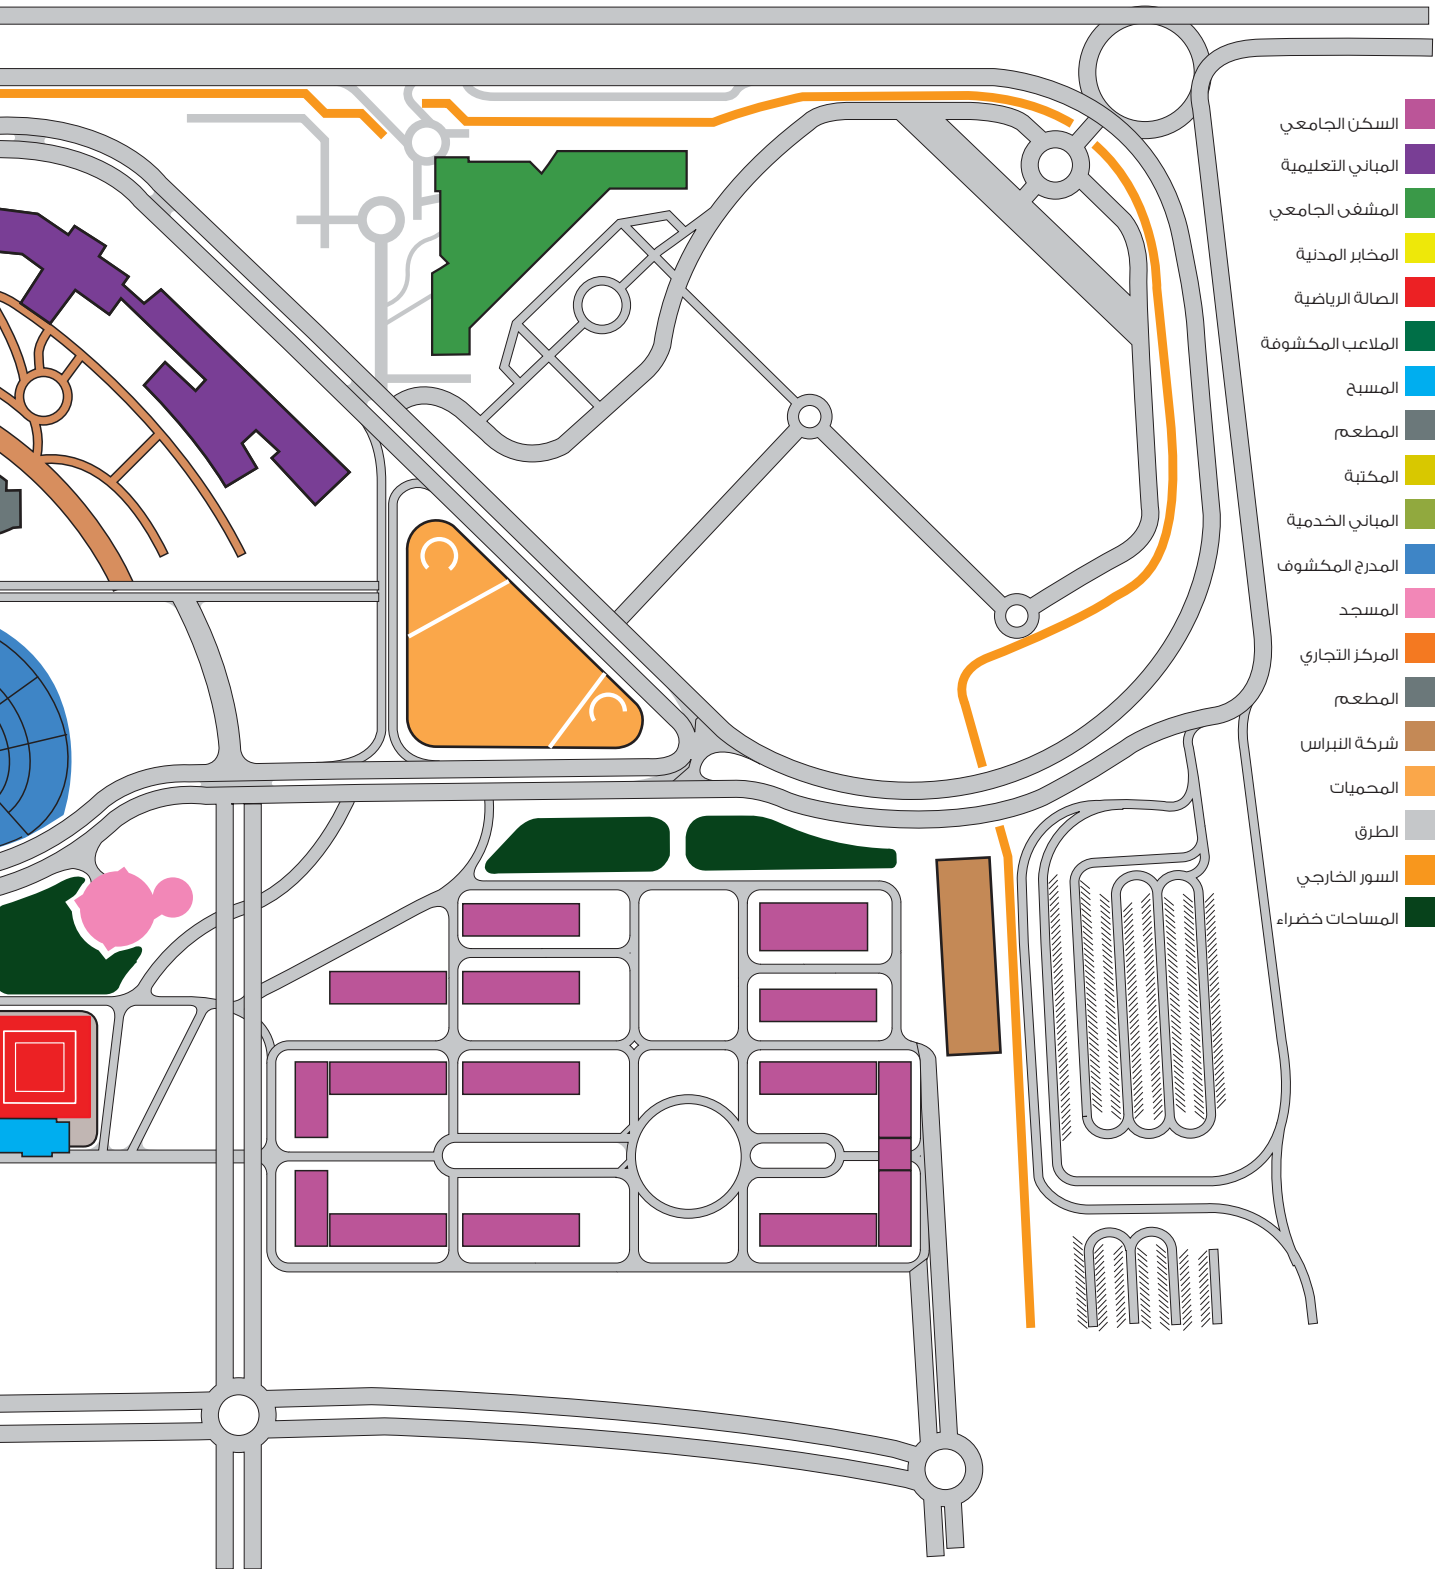 السكن الجامعي
المباني التعليمية
المشفى الجامعي
المخابر المدنية
الصالة الرياضية
الملاعب المكشوفة
المسبح
المطعم
المكتبة
المباني الخدمية
المدرج المكشوف
المسجد
المركز التجاري
المطعم
شركة النبراس
المحميات
الطرق
السور الخارجي
المساحات خضراء